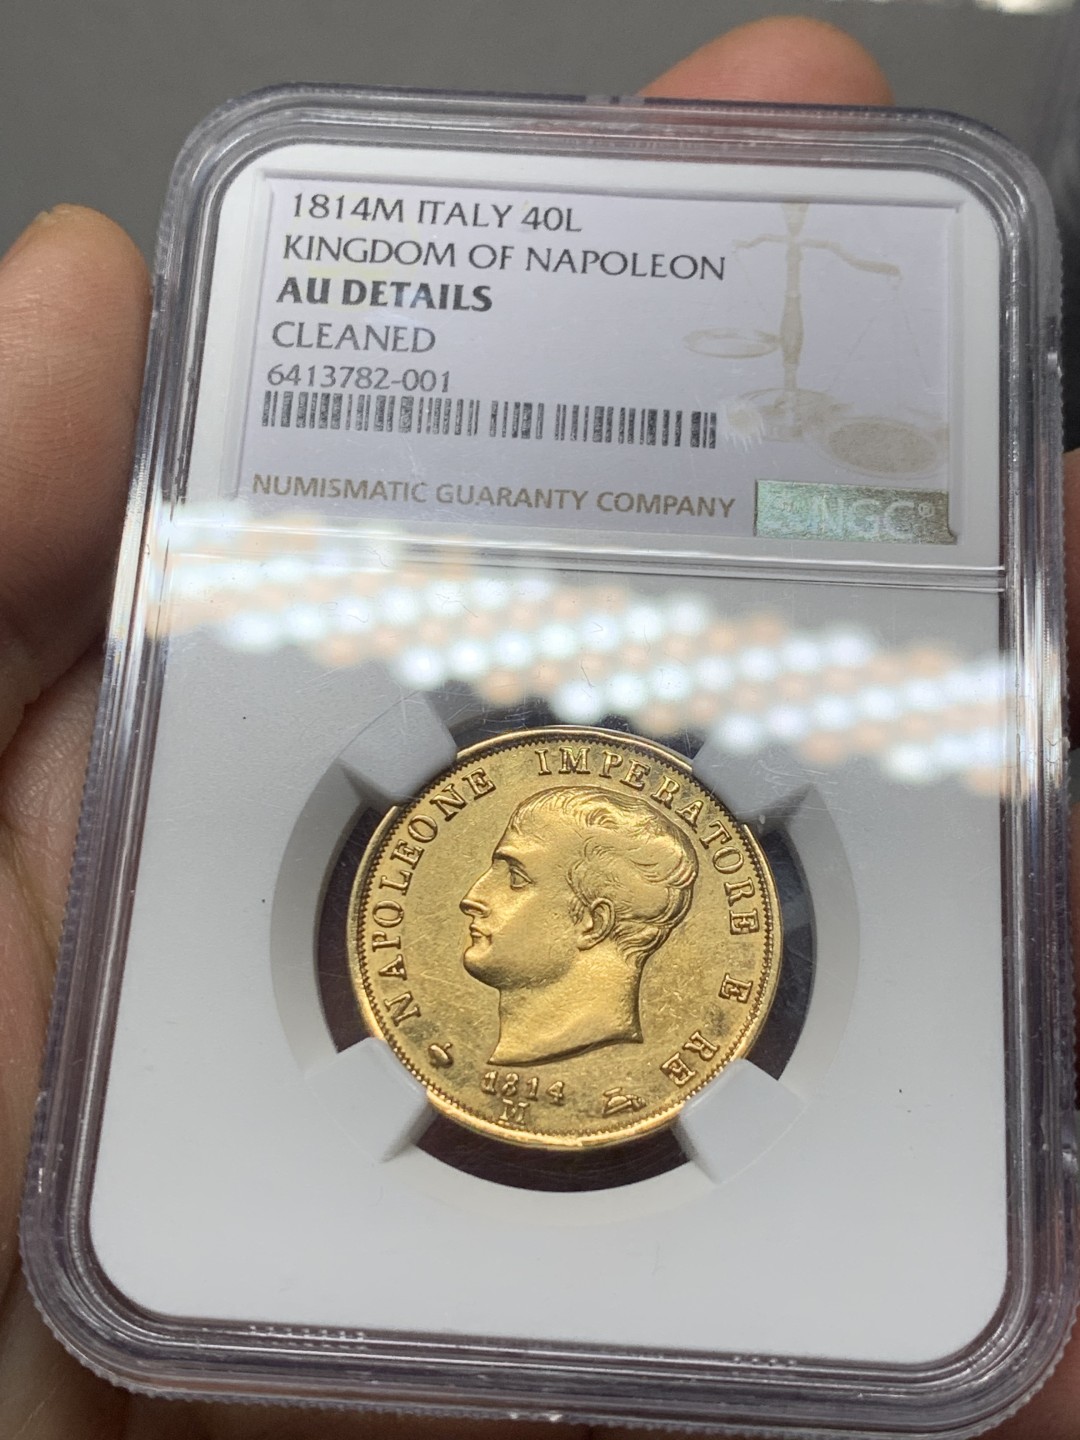 1814M ITALY 40L
KINGDOM OF NAPOLEON
AU DETAILS
CLEANED
6413782-001
NUMISMATIC GUARANTY COMPANY
NGC®
NAPOLEONE IMPERATORE E RE
1814
M